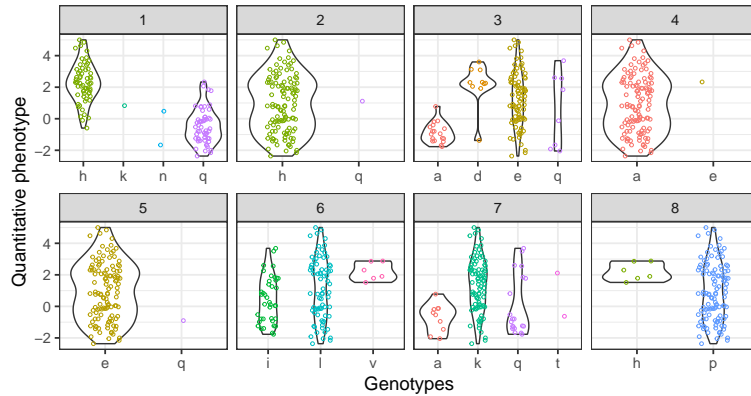 1 2 3 4
Quantitative phenotype
4
2
0
−2
h k n q h q a d e q a e
5 6 7 8
4
2
0
−2
e q i l v a k q t h p
Genotypes